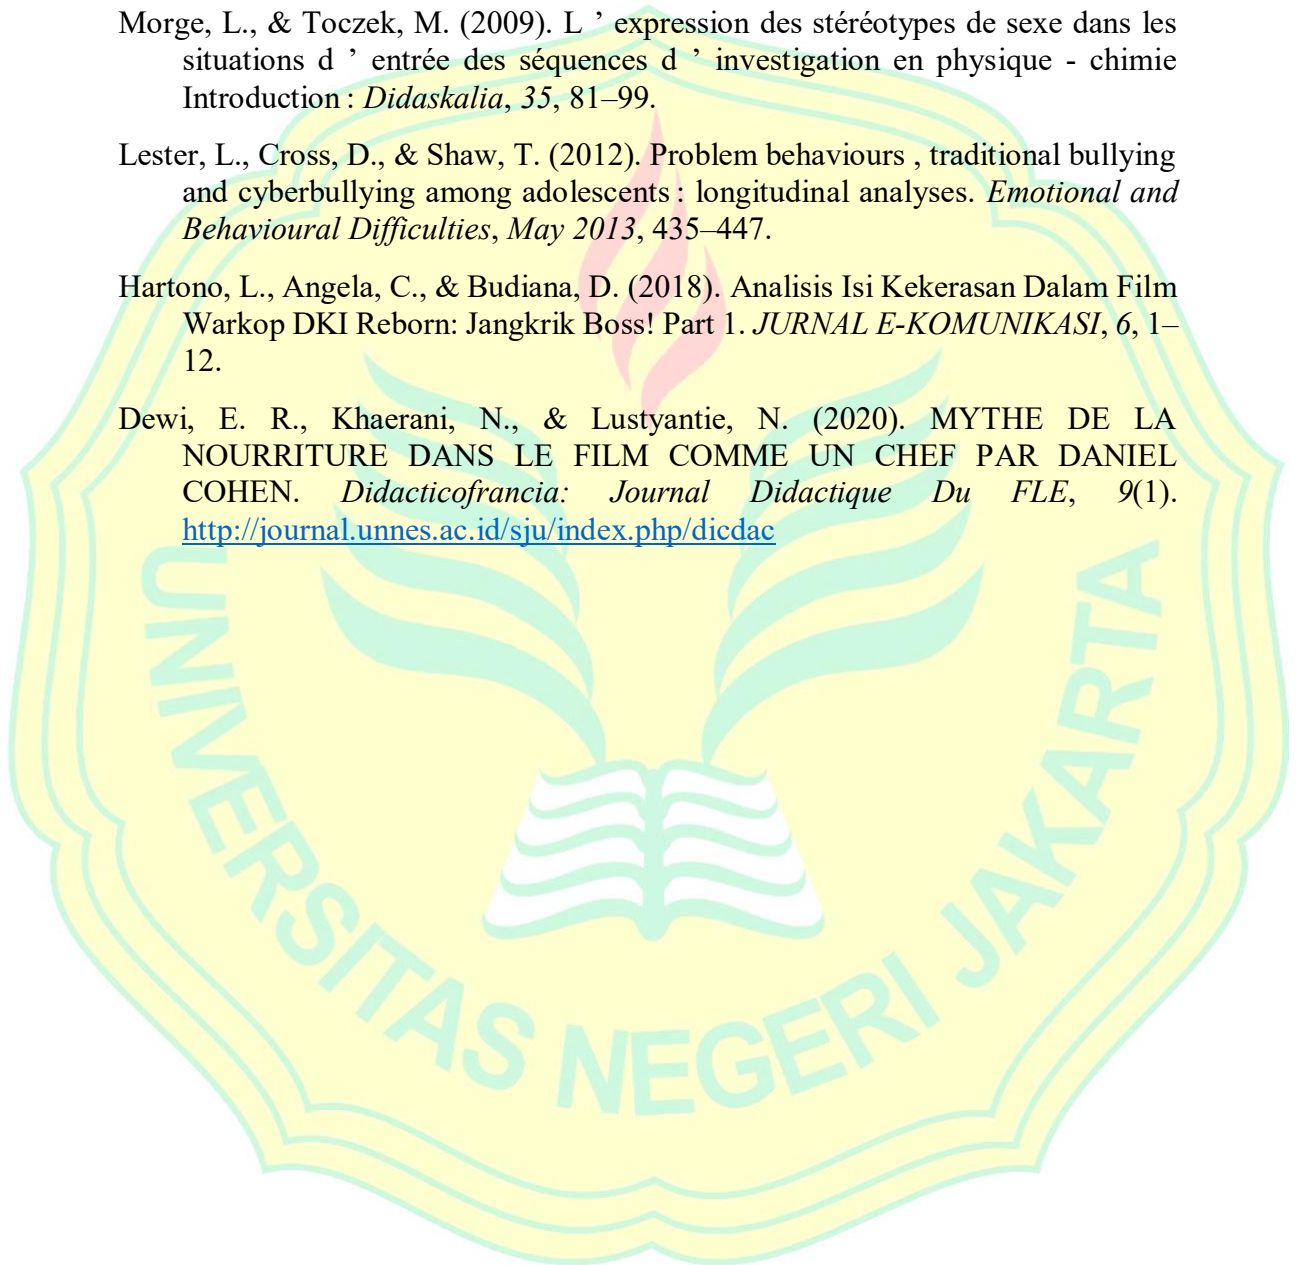 Morge, L., & Toczek, M. (2009). L ’ expression des stéréotypes de sexe dans les
situations d ’ entrée des séquences d ’ investigation en physique - chimie
Introduction : Didaskalia, 35, 81–99.
Lester, L., Cross, D., & Shaw, T. (2012). Problem behaviours , traditional bullying
and cyberbullying among adolescents : longitudinal analyses. Emotional and
Behavioural Difficulties, May 2013, 435–447.
Hartono, L., Angela, C., & Budiana, D. (2018). Analisis Isi Kekerasan Dalam Film
Warkop DKI Reborn: Jangkrik Boss! Part 1. JURNAL E-KOMUNIKASI, 6, 1–
12.
Dewi, E. R., Khaerani, N., & Lustyantie, N. (2020). MYTHE DE LA
NOURRITURE DANS LE FILM COMME UN CHEF PAR DANIEL
COHEN. Didacticofrancia: Journal Didactique Du FLE, 9(1).
http://journal.unnes.ac.id/sju/index.php/dicdac
UNIVERSITAS NEGERI JAKARTA